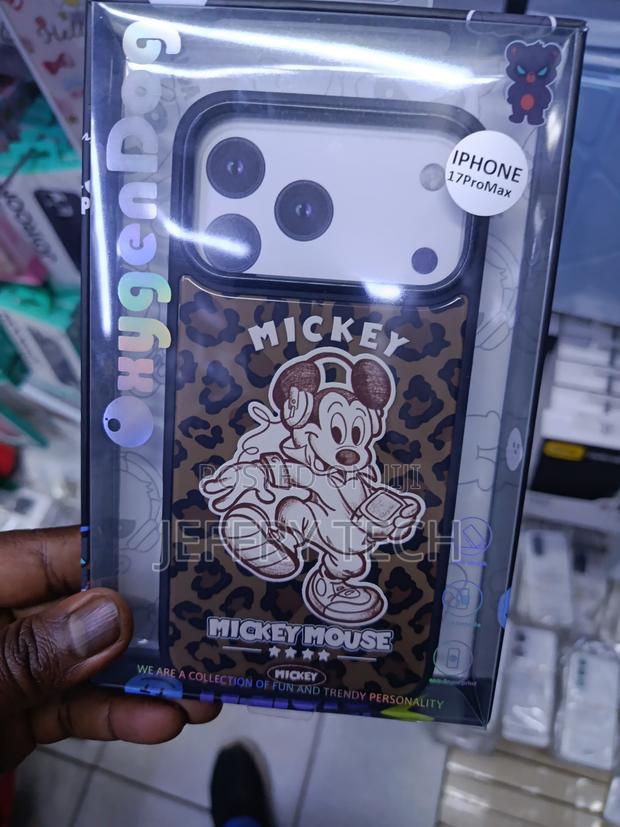 OxygenDog
IPHONE
17ProMax
MICKEY
POSTED ON JIJI
JEFFRY TECH
MICKEY MOUSE
MICKEY
WE ARE A COLLECTION OF FUN AND TRENDY PERSONALITY